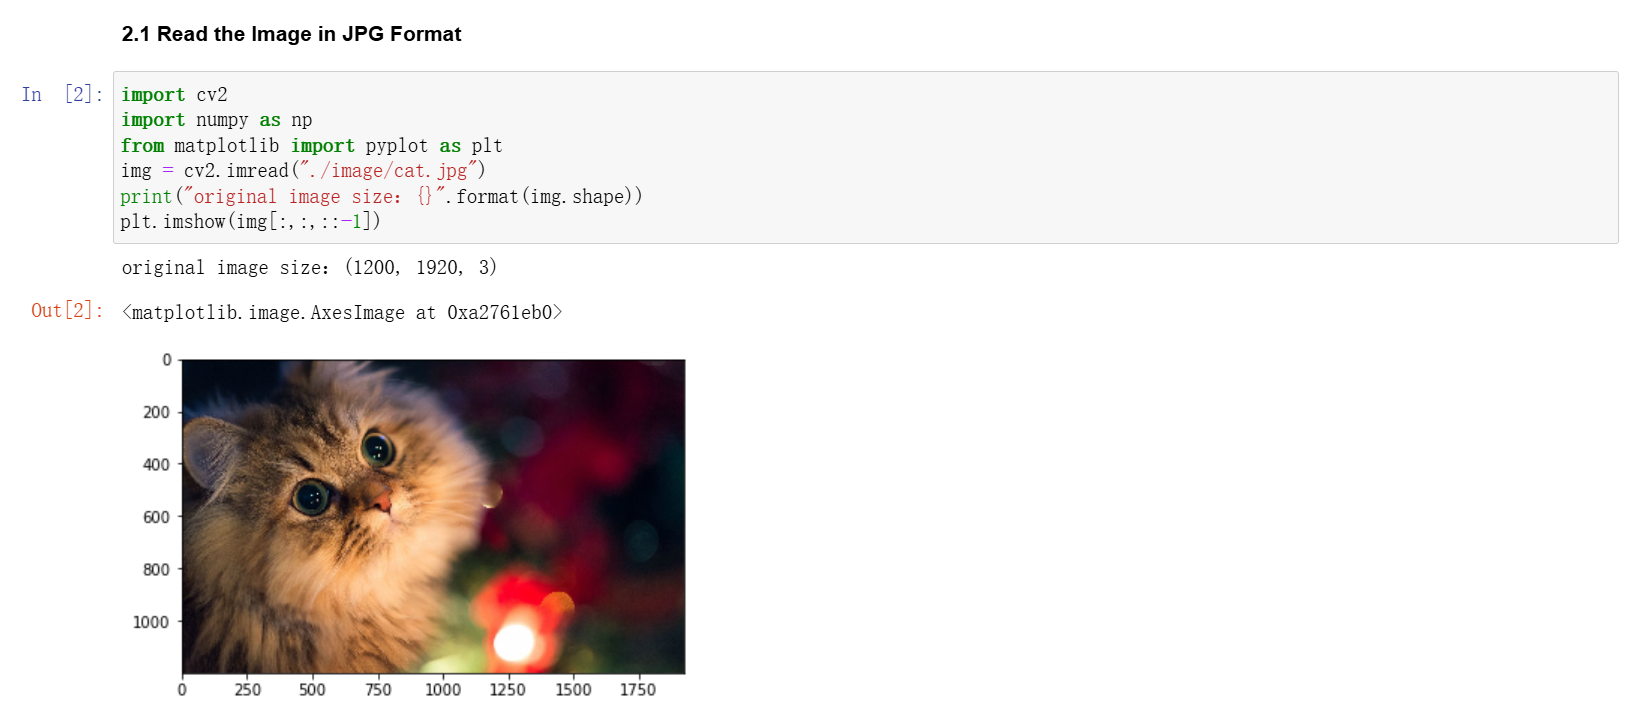 2.1 Read the Image in JPG Format
In [2]:
import cv2
import numpy as np
from matplotlib import pyplot as plt
img = cv2.imread("./image/cat.jpg")
print("original image size: {}".format(img.shape))
plt.imshow(img[:,:,::-1])
original image size: (1200, 1920, 3)
Out[2]: <matplotlib.image.AxesImage at 0xa2761eb0>
0
200
400
600
800
1000
0 250 500 750 1000 1250 1500 1750